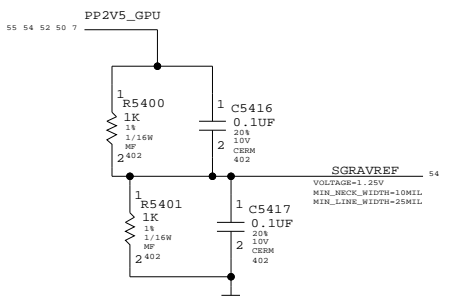 PP2V5_GPU
55 54 52 50 7
1
R5400
1K
1%
1/16W
MF
402
2
1
C5416
0.1UF
20%
10V
CERM
402
2
SGRAVREF
54
VOLTAGE=1.25V
MIN_NECK_WIDTH=10MIL
MIN_LINE_WIDTH=25MIL
1
R5401
1K
1%
1/16W
MF
402
2
1
C5417
0.1UF
20%
10V
CERM
402
2